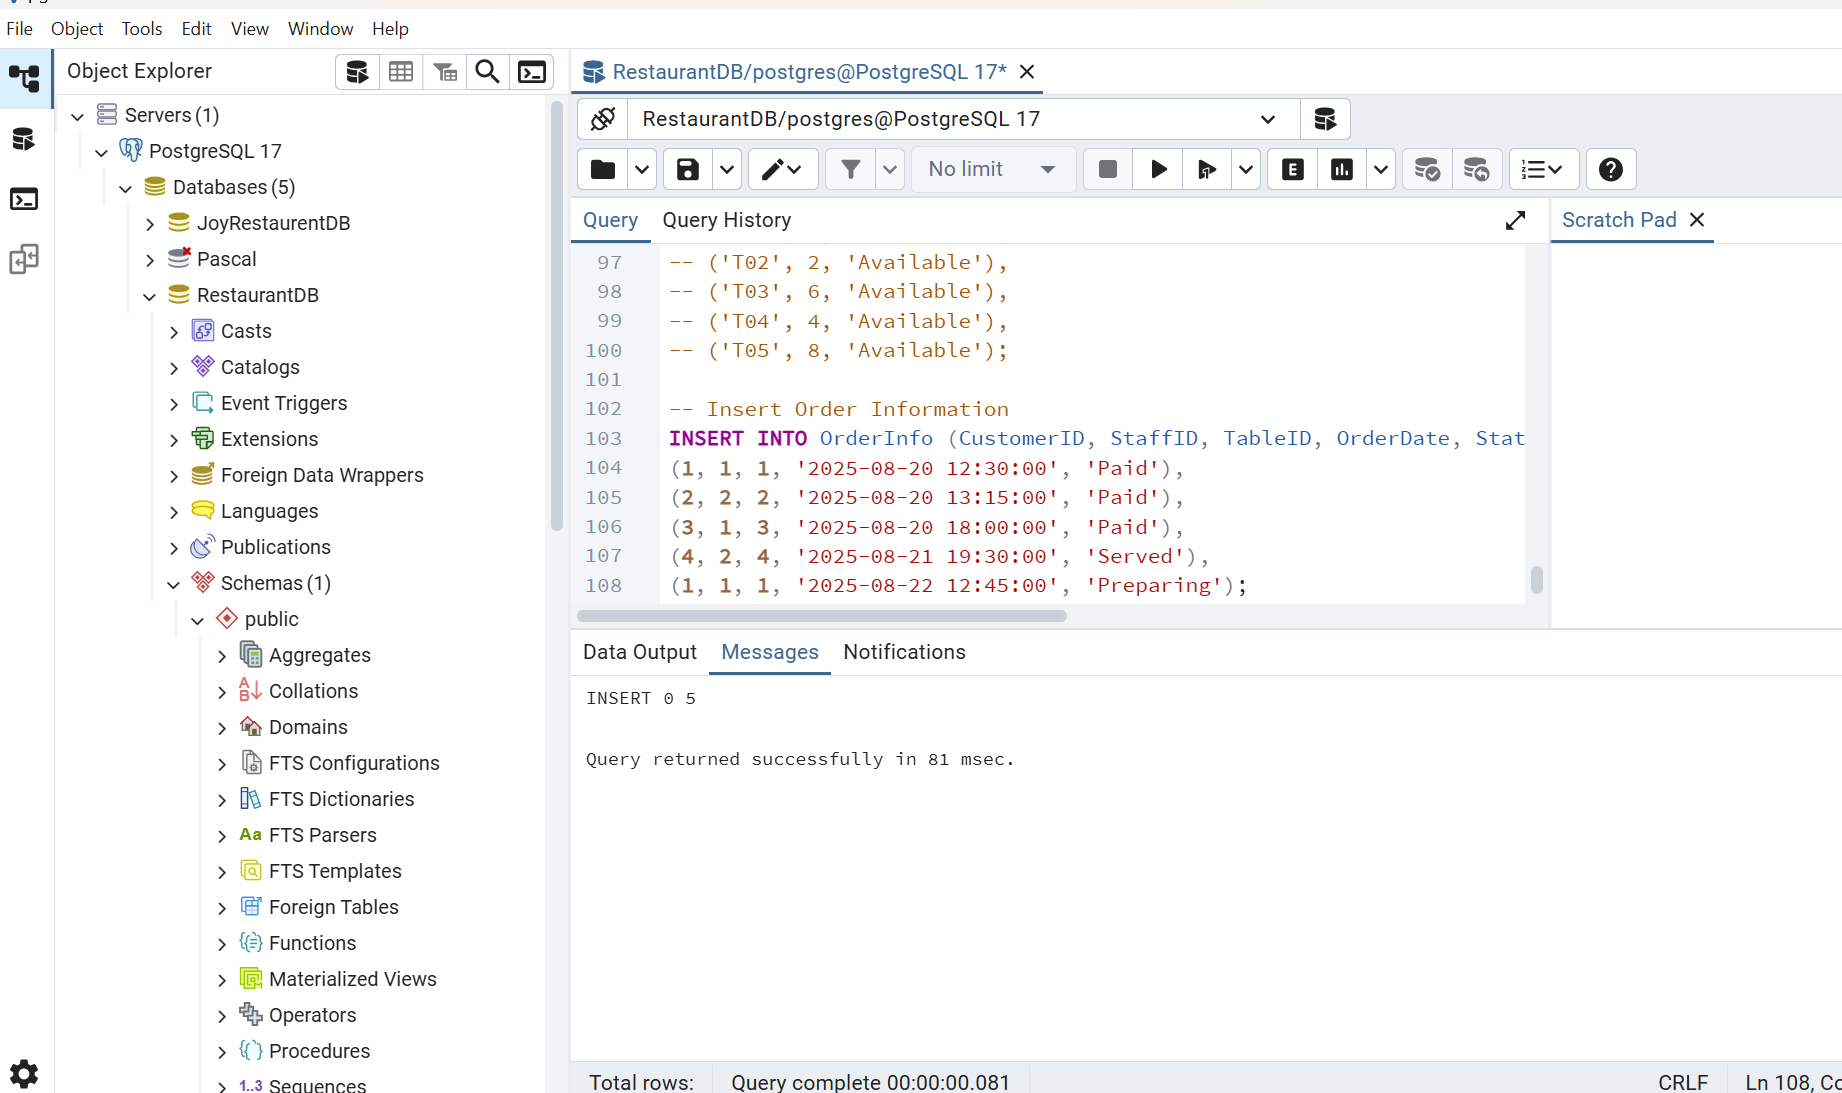 File Object Tools Edit View Window Help
Object Explorer
Servers (1)
PostgreSQL 17
Databases (5)
JoyRestaurentDB
Pascal
RestaurantDB
Casts
Catalogs
Event Triggers
Extensions
Foreign Data Wrappers
Languages
Publications
Schemas (1)
public
Aggregates
Collations
Domains
FTS Configurations
FTS Dictionaries
Aa FTS Parsers
FTS Templates
Foreign Tables
Functions
Materialized Views
Operators
Procedures
1..3 Sequences
RestaurantDB/postgres@PostgreSQL 17*
RestaurantDB/postgres@PostgreSQL 17
No limit
E
Query Query History
Scratch Pad
97 -- ('T02', 2, 'Available'),
98 -- ('T03', 6, 'Available'),
99 -- ('T04', 4, 'Available'),
100 -- ('T05', 8, 'Available');
101
102 -- Insert Order Information
103 INSERT INTO OrderInfo (CustomerID, StaffID, TableID, OrderDate, Stat
104 (1, 1, 1, '2025-08-20 12:30:00', 'Paid'),
105 (2, 2, 2, '2025-08-20 13:15:00', 'Paid'),
106 (3, 1, 3, '2025-08-20 18:00:00', 'Paid'),
107 (4, 2, 4, '2025-08-21 19:30:00', 'Served'),
108 (1, 1, 1, '2025-08-22 12:45:00', 'Preparing');
Data Output Messages Notifications
INSERT 0 5
Query returned successfully in 81 msec.
Total rows: Query complete 00:00:00.081 CRLF Ln 108, Co